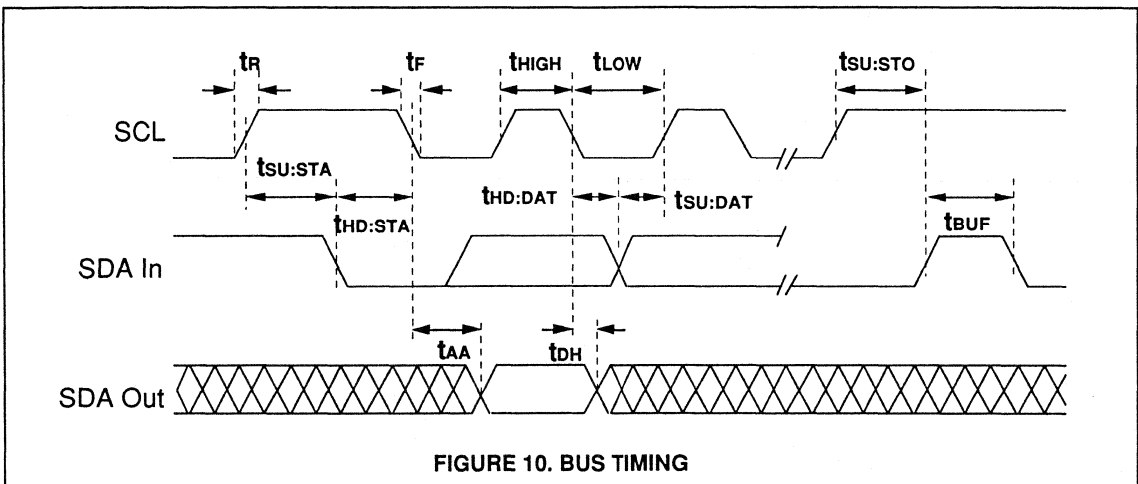 tR tF tHIGH tLOW tSU:STO
SCL
tSU:STA
tHD:STA tHD:DAT tSU:DAT tBUF
SDA In
tAA tDH
SDA Out
FIGURE 10. BUS TIMING